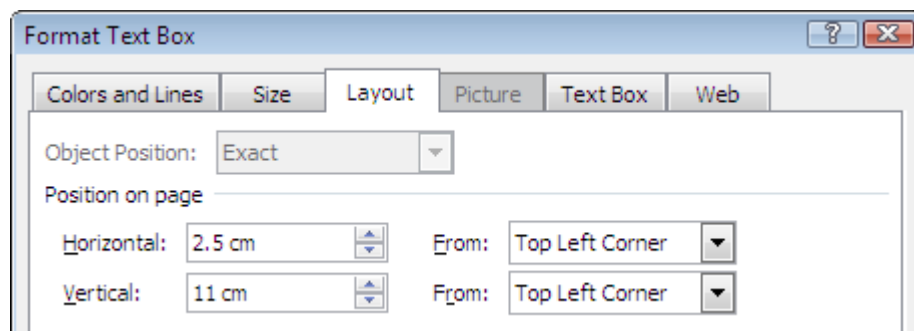 Format Text Box
?
Colors and Lines Size Layout Picture Text Box Web
Object Position: Exact
Position on page
Horizontal: 2.5 cm From: Top Left Corner
Vertical: 11 cm From: Top Left Corner